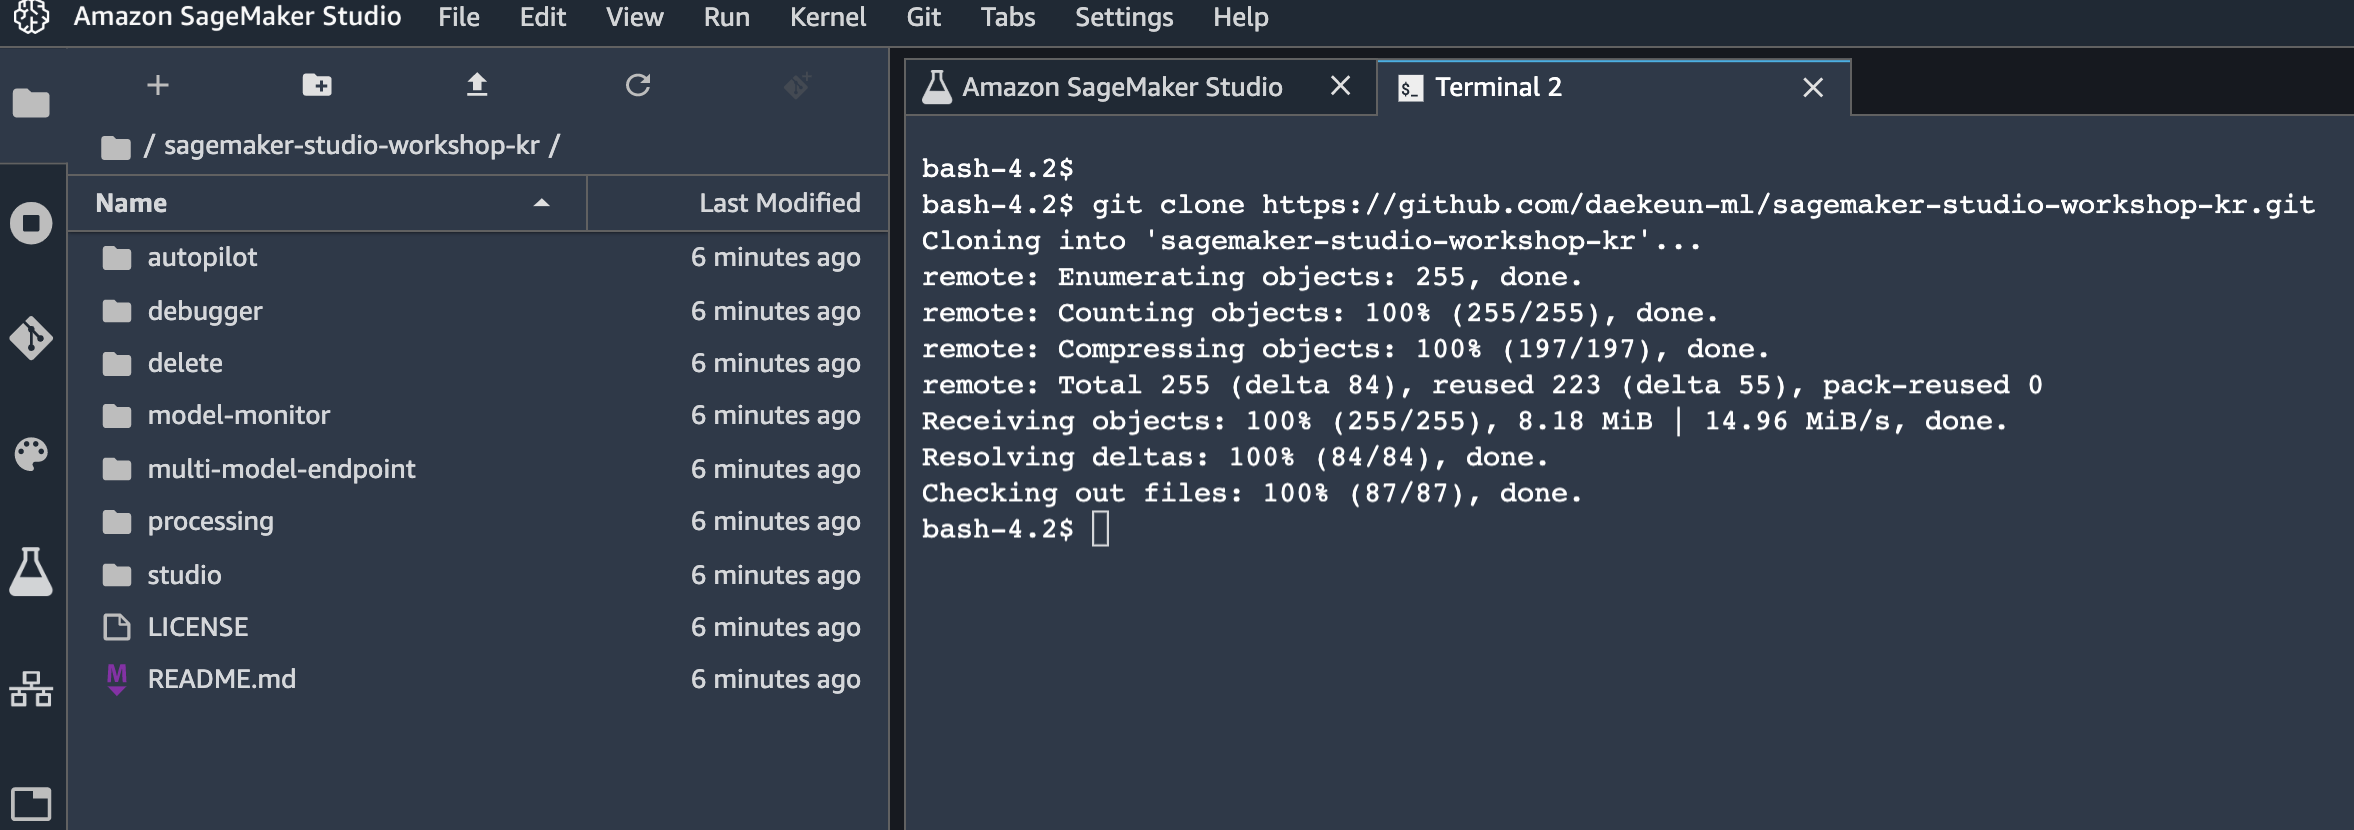 Amazon SageMaker Studio File Edit View Run Kernel Git Tabs Settings Help
/ sagemaker-studio-workshop-kr /
Name Last Modified
autopilot 6 minutes ago
debugger 6 minutes ago
delete 6 minutes ago
model-monitor 6 minutes ago
multi-model-endpoint 6 minutes ago
processing 6 minutes ago
studio 6 minutes ago
LICENSE 6 minutes ago
M README.md 6 minutes ago
Amazon SageMaker Studio
$_ Terminal 2
bash-4.2$
bash-4.2$ git clone https://github.com/daekeun-ml/sagemaker-studio-workshop-kr.git
Cloning into 'sagemaker-studio-workshop-kr'...
remote: Enumerating objects: 255, done.
remote: Counting objects: 100% (255/255), done.
remote: Compressing objects: 100% (197/197), done.
remote: Total 255 (delta 84), reused 223 (delta 55), pack-reused 0
Receiving objects: 100% (255/255), 8.18 MiB | 14.96 MiB/s, done.
Resolving deltas: 100% (84/84), done.
Checking out files: 100% (87/87), done.
bash-4.2$